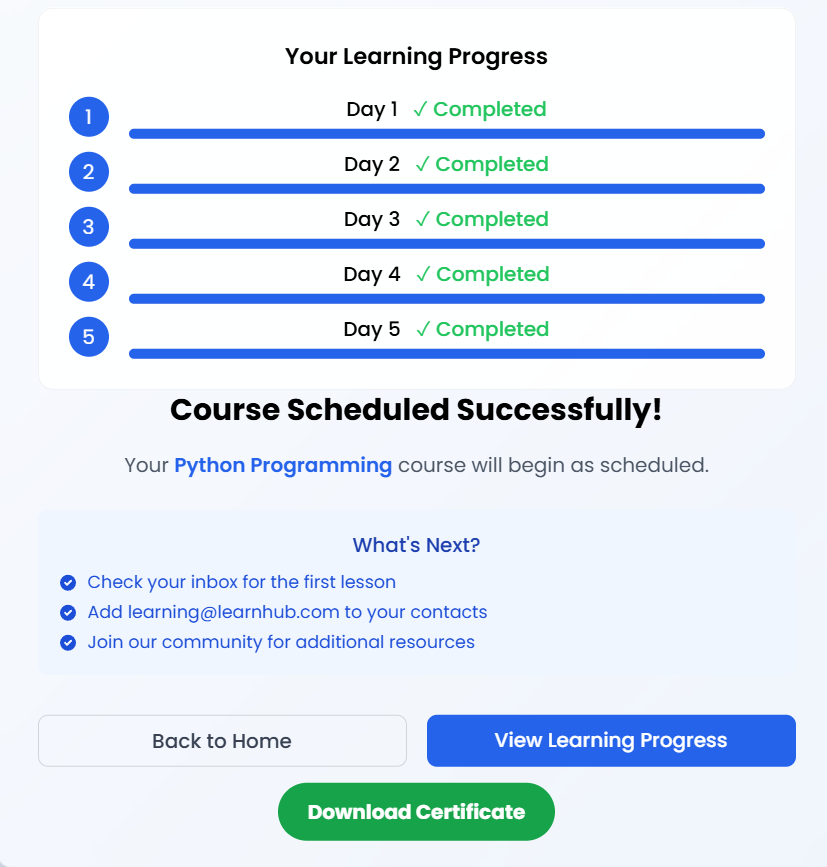 Your Learning Progress
1 Day 1 ✓ Completed
2 Day 2 ✓ Completed
3 Day 3 ✓ Completed
4 Day 4 ✓ Completed
5 Day 5 ✓ Completed
Course Scheduled Successfully!
Your Python Programming course will begin as scheduled.
What's Next?
Check your inbox for the first lesson
Add learning@learnhub.com to your contacts
Join our community for additional resources
Back to Home
View Learning Progress
Download Certificate